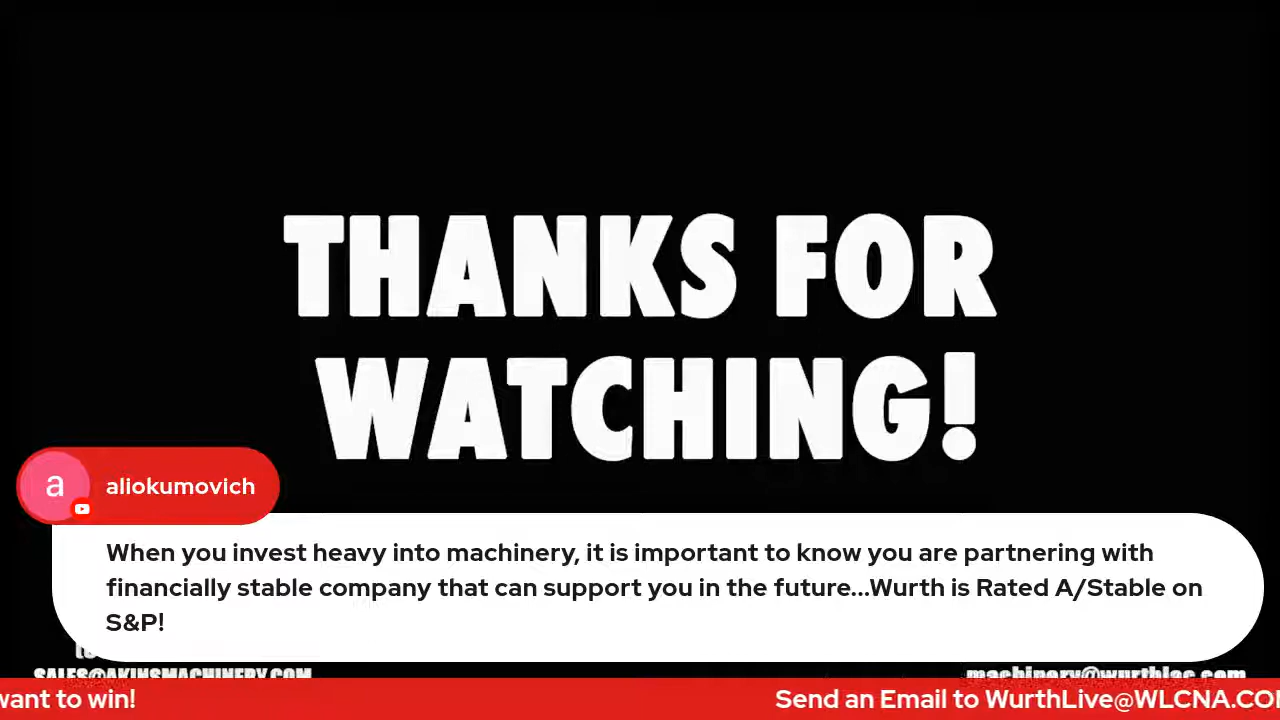 THANKS FOR
WATCHING!
a
aliokumovich
When you invest heavy into machinery, it is important to know you are partnering with
financially stable company that can support you in the future...Wurth is Rated A/Stable on
S&P!
SALES@AKINSMACHINERY.COM
machinery@wurthlac.com
want to win!
Send an Email to WurthLive@WLCNA.CO